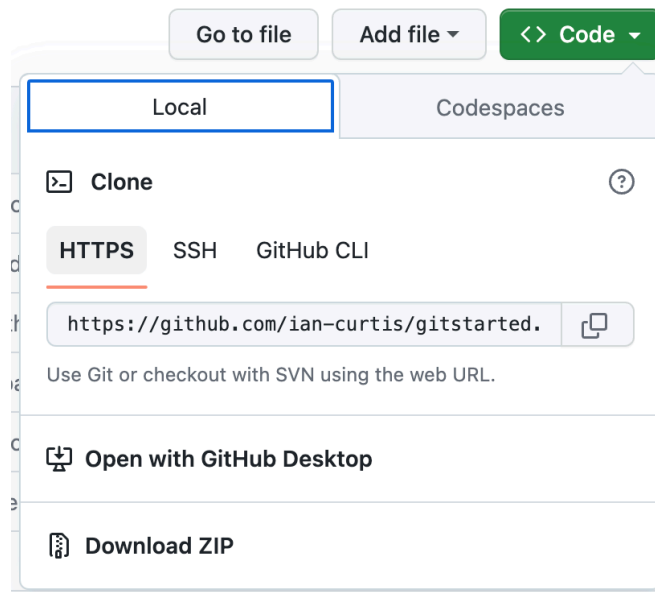 Go to file
Add file
<> Code
Local
Codespaces
Clone
HTTPS
SSH
GitHub CLI
https://github.com/ian-curtis/gitstarted.
Use Git or checkout with SVN using the web URL.
Open with GitHub Desktop
Download ZIP